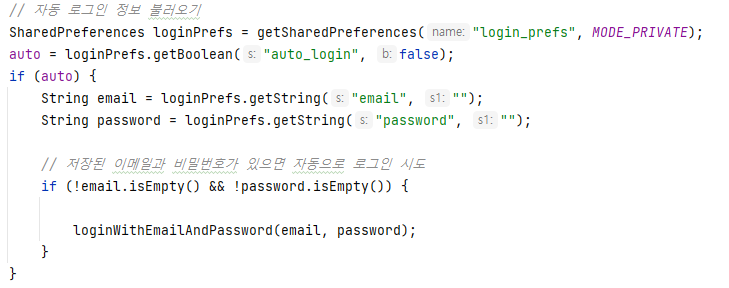 // 자동 로그인 정보 불러오기
SharedPreferences loginPrefs = getSharedPreferences( name: "login_prefs", MODE_PRIVATE);
auto = loginPrefs.getBoolean( s: "auto_login", b: false);
if (auto) {
    String email = loginPrefs.getString( s: "email", s1: "");
    String password = loginPrefs.getString( s: "password", s1: "");
    // 저장된 이메일과 비밀번호가 있으면 자동으로 로그인 시도
    if (!email.isEmpty() && !password.isEmpty()) {
        loginWithEmailAndPassword(email, password);
    }
}